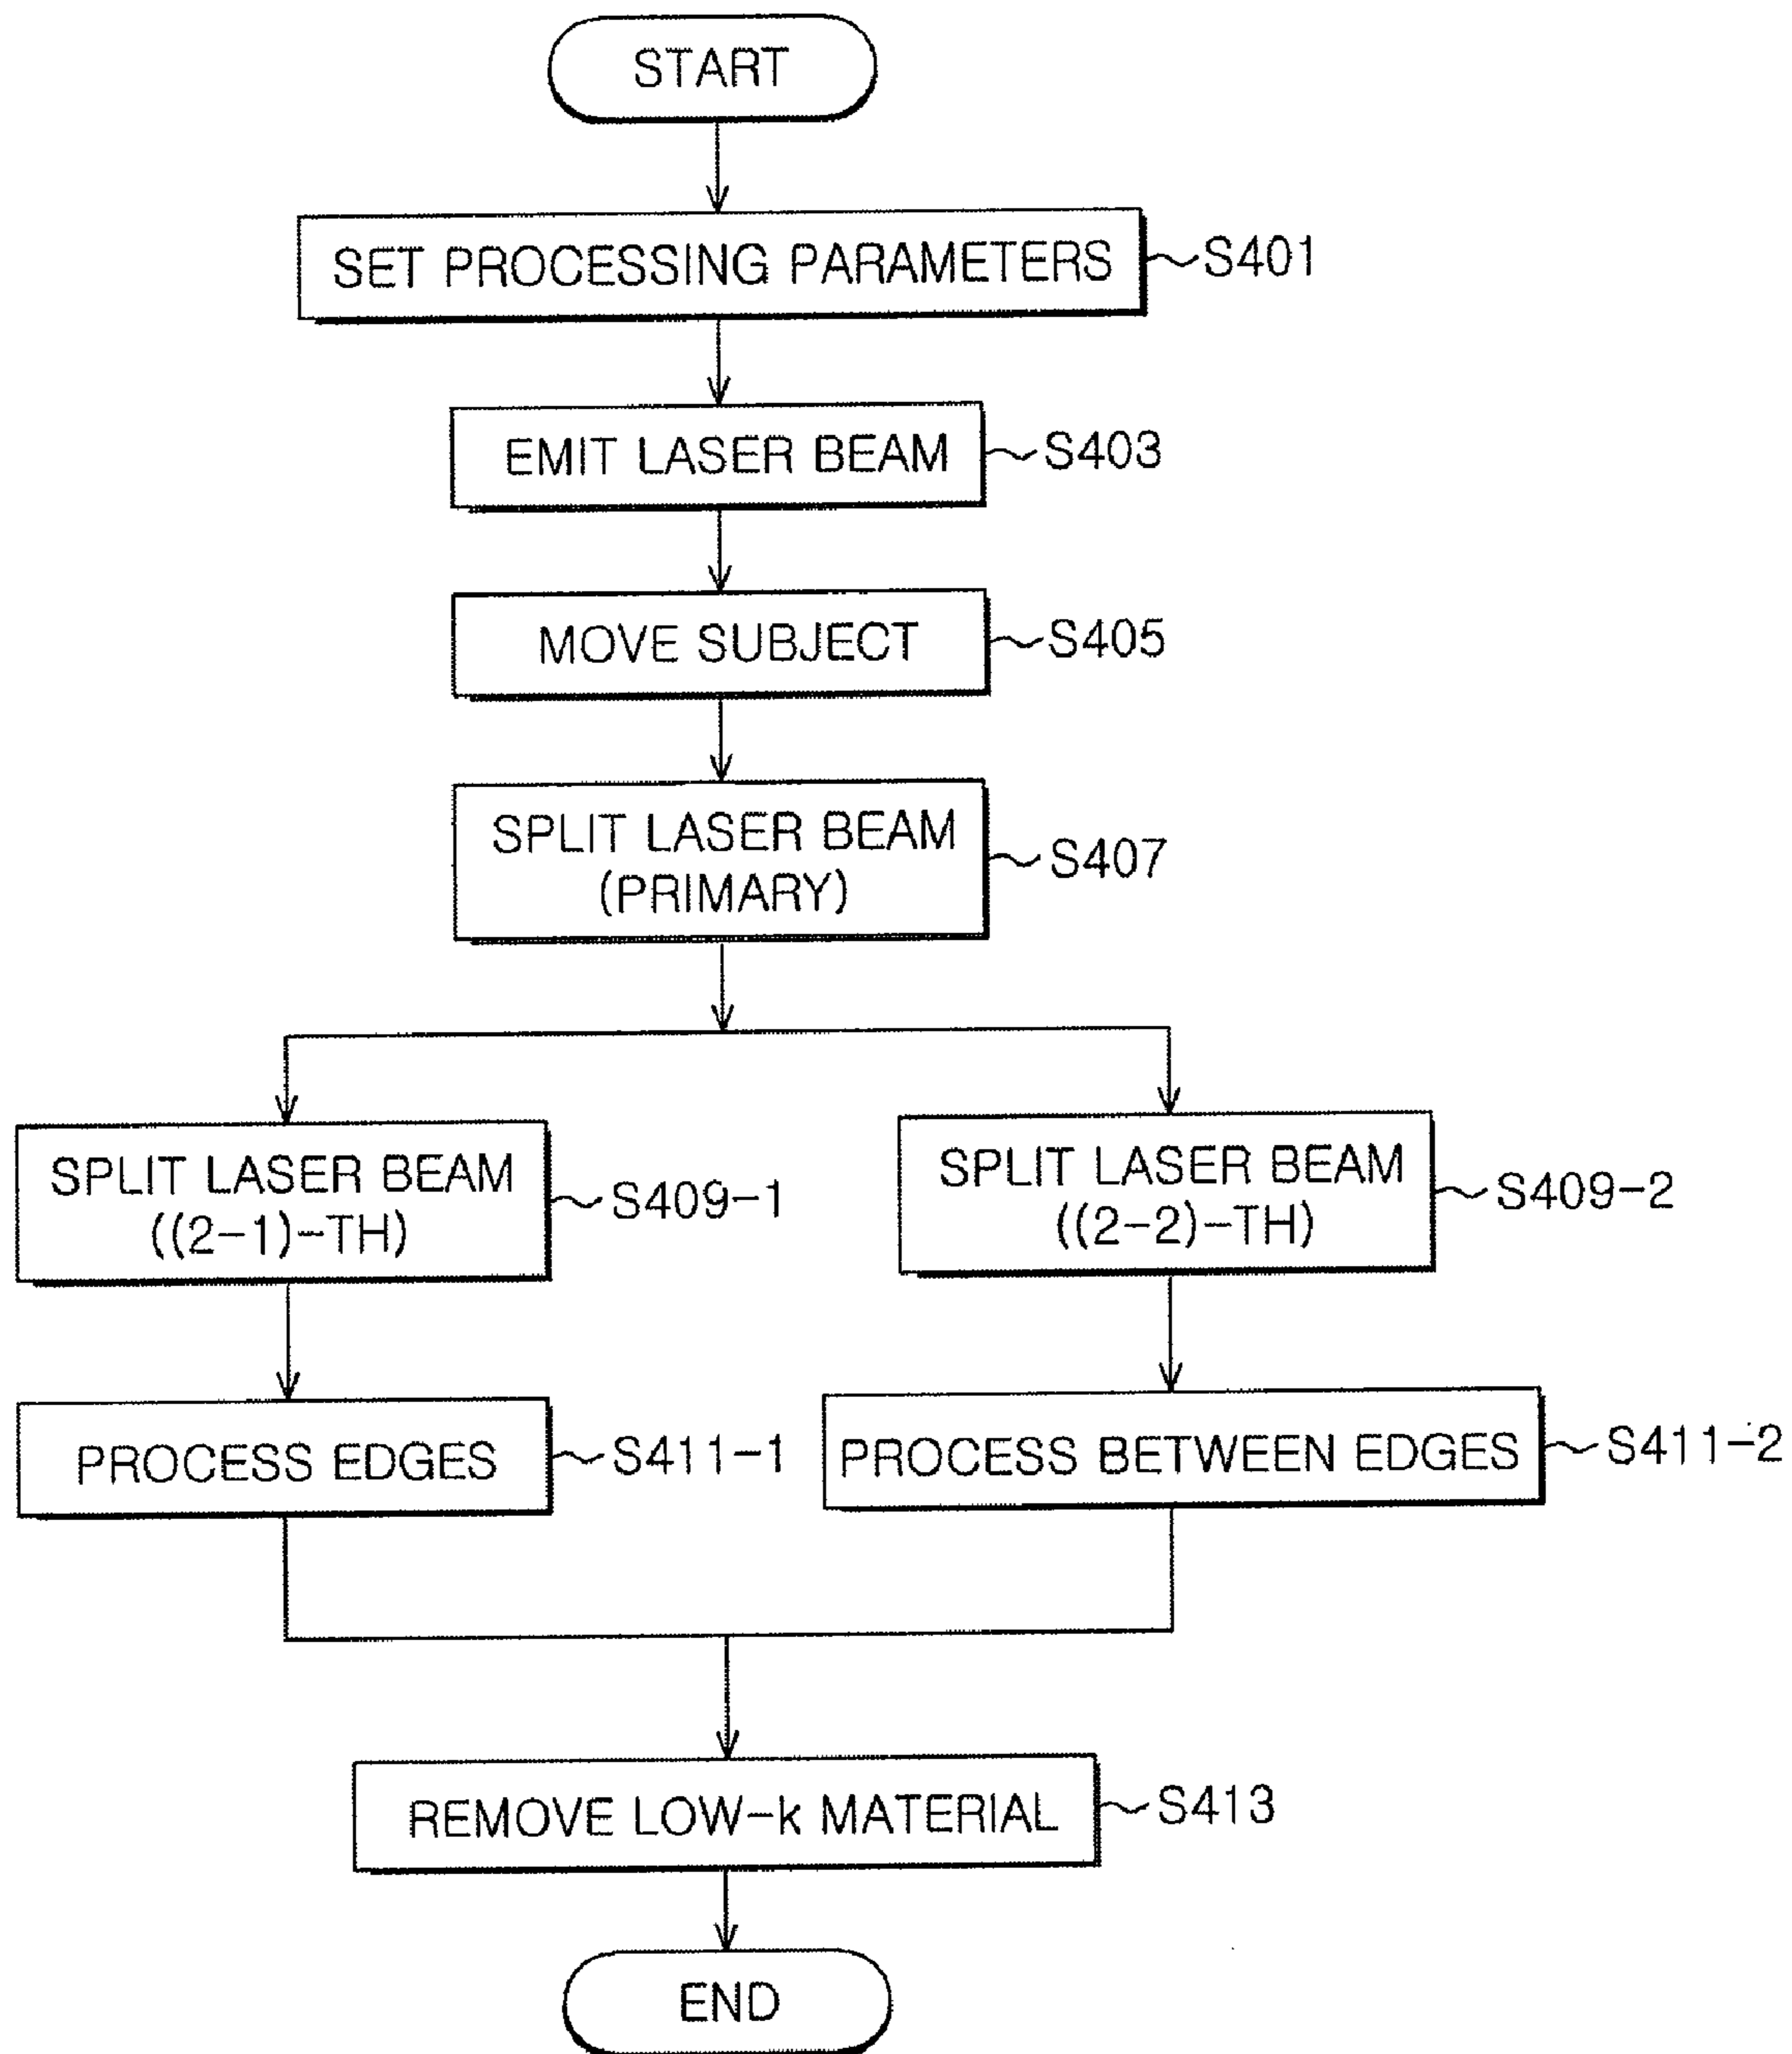 START
SET PROCESSING PARAMETERS
S401
EMIT LASER BEAM
S403
MOVE SUBJECT
S405
SPLIT LASER BEAM
(PRIMARY)
S407
SPLIT LASER BEAM
((2-1)-TH)
S409-1
SPLIT LASER BEAM
((2-2)-TH)
S409-2
PROCESS EDGES
S411-1
PROCESS BETWEEN EDGES
S411-2
REMOVE LOW-k MATERIAL
S413
END